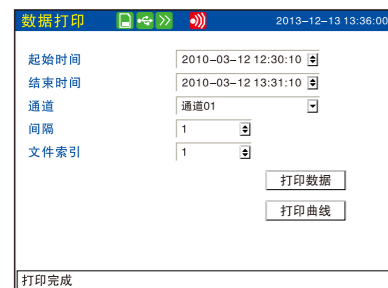 数据打印 2013-12-13 13:36:00
起始时间 2010-03-12 12:30:10
结束时间 2010-03-12 13:31:10
通道 通道01
间隔 1
文件索引 1
打印数据
打印曲线
打印完成